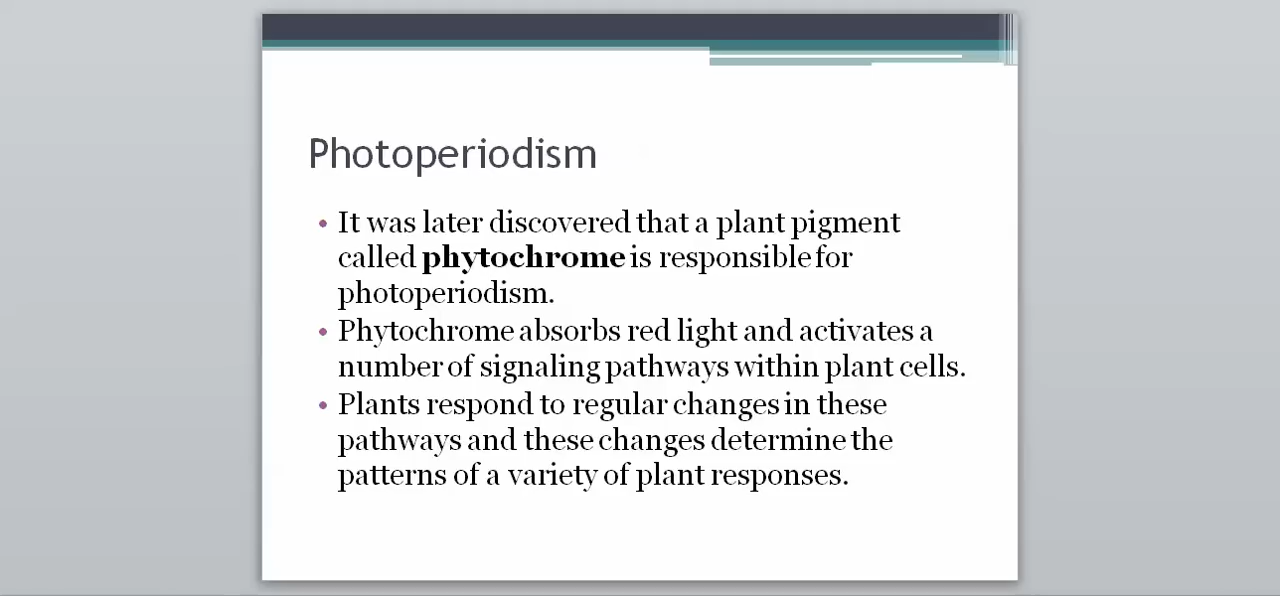 Photoperiodism
• It was later discovered that a plant pigment
called phytochrome is responsible for
photoperiodism.
• Phytochrome absorbs red light and activates a
number of signaling pathways within plant cells.
• Plants respond to regular changes in these
pathways and these changes determine the
patterns of a variety of plant responses.